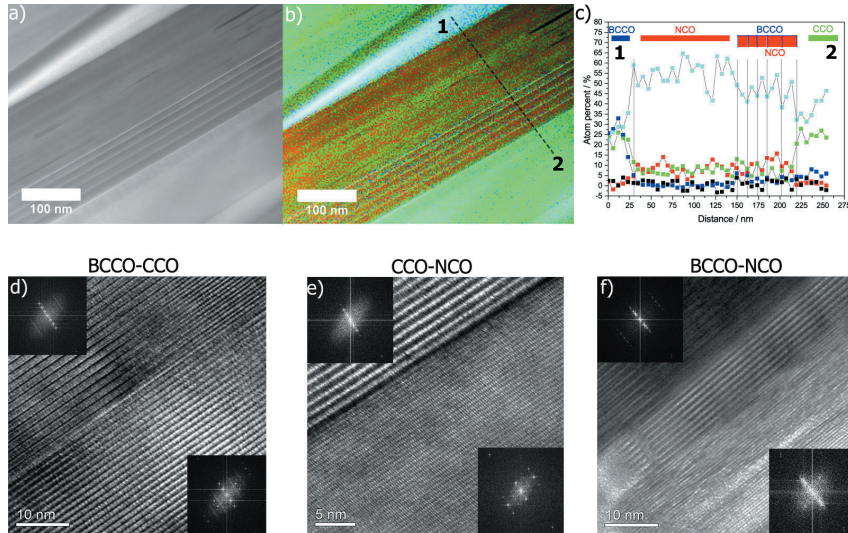 a)
100 nm
b)
1
2
100 nm
c)
Atom percent / %
80
75
70
65
60
55
50
45
40
35
30
25
20
15
10
5
0
-5
BCCO
NCO
BCCO
CCO
1
NCO
2
0 25 50 75 100 125 150 175 200 225 250 275
Distance / nm
BCCO-CCO
d)
10 nm
CCO-NCO
e)
5 nm
BCCO-NCO
f)
10 nm